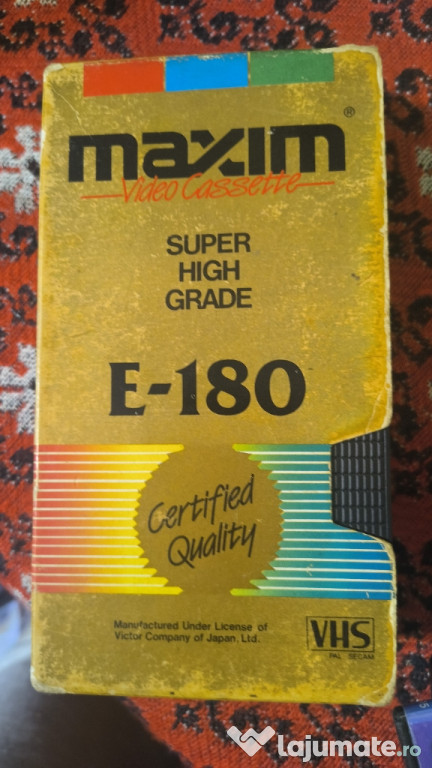 maxim®
Video Cassette
SUPER
HIGH
GRADE
E-180
Certified
Quality
Manufactured Under License of
Victor Company of Japan, Ltd.
VHS
PAL SECAM
lajumate.ro